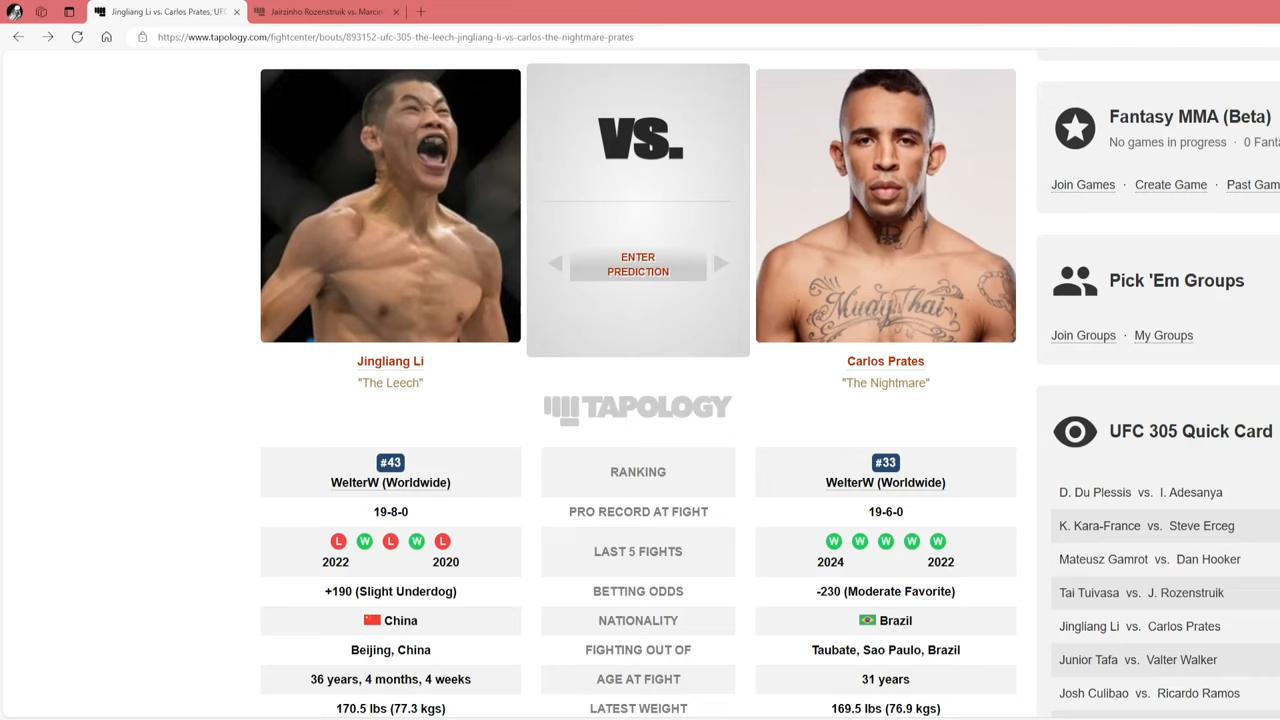 Jingliang Li vs. Carlos Prates, UFC
Jairzinho Rozenstruik vs. Marcin
https://www.tapology.com/fightcenter/bouts/893152-ufc-305-the-leech-jingliang-li-vs-carlos-the-nightmare-prates
VS.
ENTER
PREDICTION
Muay Thai
Jingliang Li
"The Leech"
Carlos Prates
"The Nightmare"
TAPOLOGY
#43
WelterW (Worldwide)
RANKING
#33
WelterW (Worldwide)
19-8-0
PRO RECORD AT FIGHT
19-6-0
L W L W L
2022 2020
LAST 5 FIGHTS
W W W W W
2024 2022
+190 (Slight Underdog)
BETTING ODDS
-230 (Moderate Favorite)
China
NATIONALITY
Brazil
Beijing, China
FIGHTING OUT OF
Taubate, Sao Paulo, Brazil
36 years, 4 months, 4 weeks
AGE AT FIGHT
31 years
170.5 lbs (77.3 kgs)
LATEST WEIGHT
169.5 lbs (76.9 kgs)
Fantasy MMA (Beta)
No games in progress · 0 Fanta
Join Games · Create Game · Past Gam
Pick 'Em Groups
Join Groups · My Groups
UFC 305 Quick Card
D. Du Plessis vs. I. Adesanya
K. Kara-France vs. Steve Erceg
Mateusz Gamrot vs. Dan Hooker
Tai Tuivasa vs. J. Rozenstruik
Jingliang Li vs. Carlos Prates
Junior Tafa vs. Valter Walker
Josh Culibao vs. Ricardo Ramos